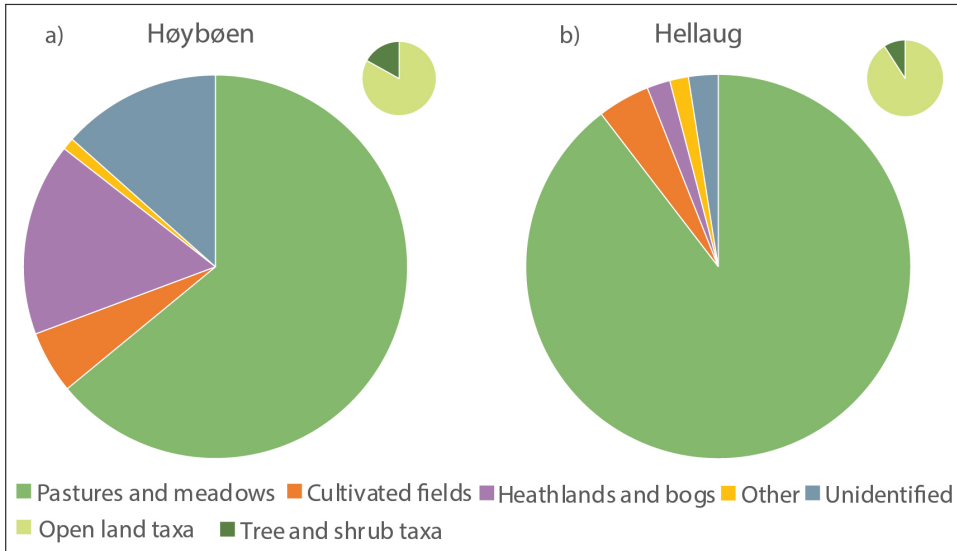 a) Høybøen
b) Hellaug
Pastures and meadows Cultivated fields Heathlands and bogs Other Unidentified
Open land taxa Tree and shrub taxa